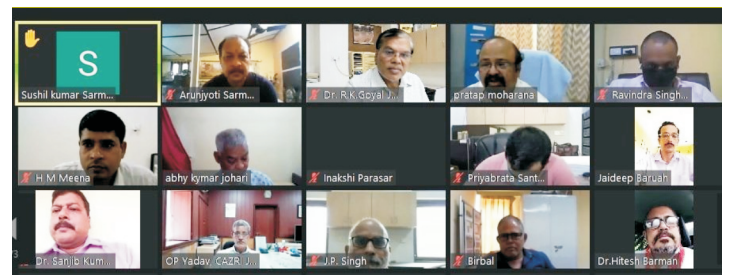 S
Sushil kumar Sarm...
Arunjyoti Sarm...
Dr. R.K.Goyal J...
pratap moharana
Ravindra Singh...
H M Meena
abhy kymar johari
Inakshi Parasar
Priyabrata Sant...
Jaideep Baruah
Dr. Sanjib Kum...
OP Yadav, CAZRI, J...
J.P. Singh
Birbal
Dr.Hitesh Barman